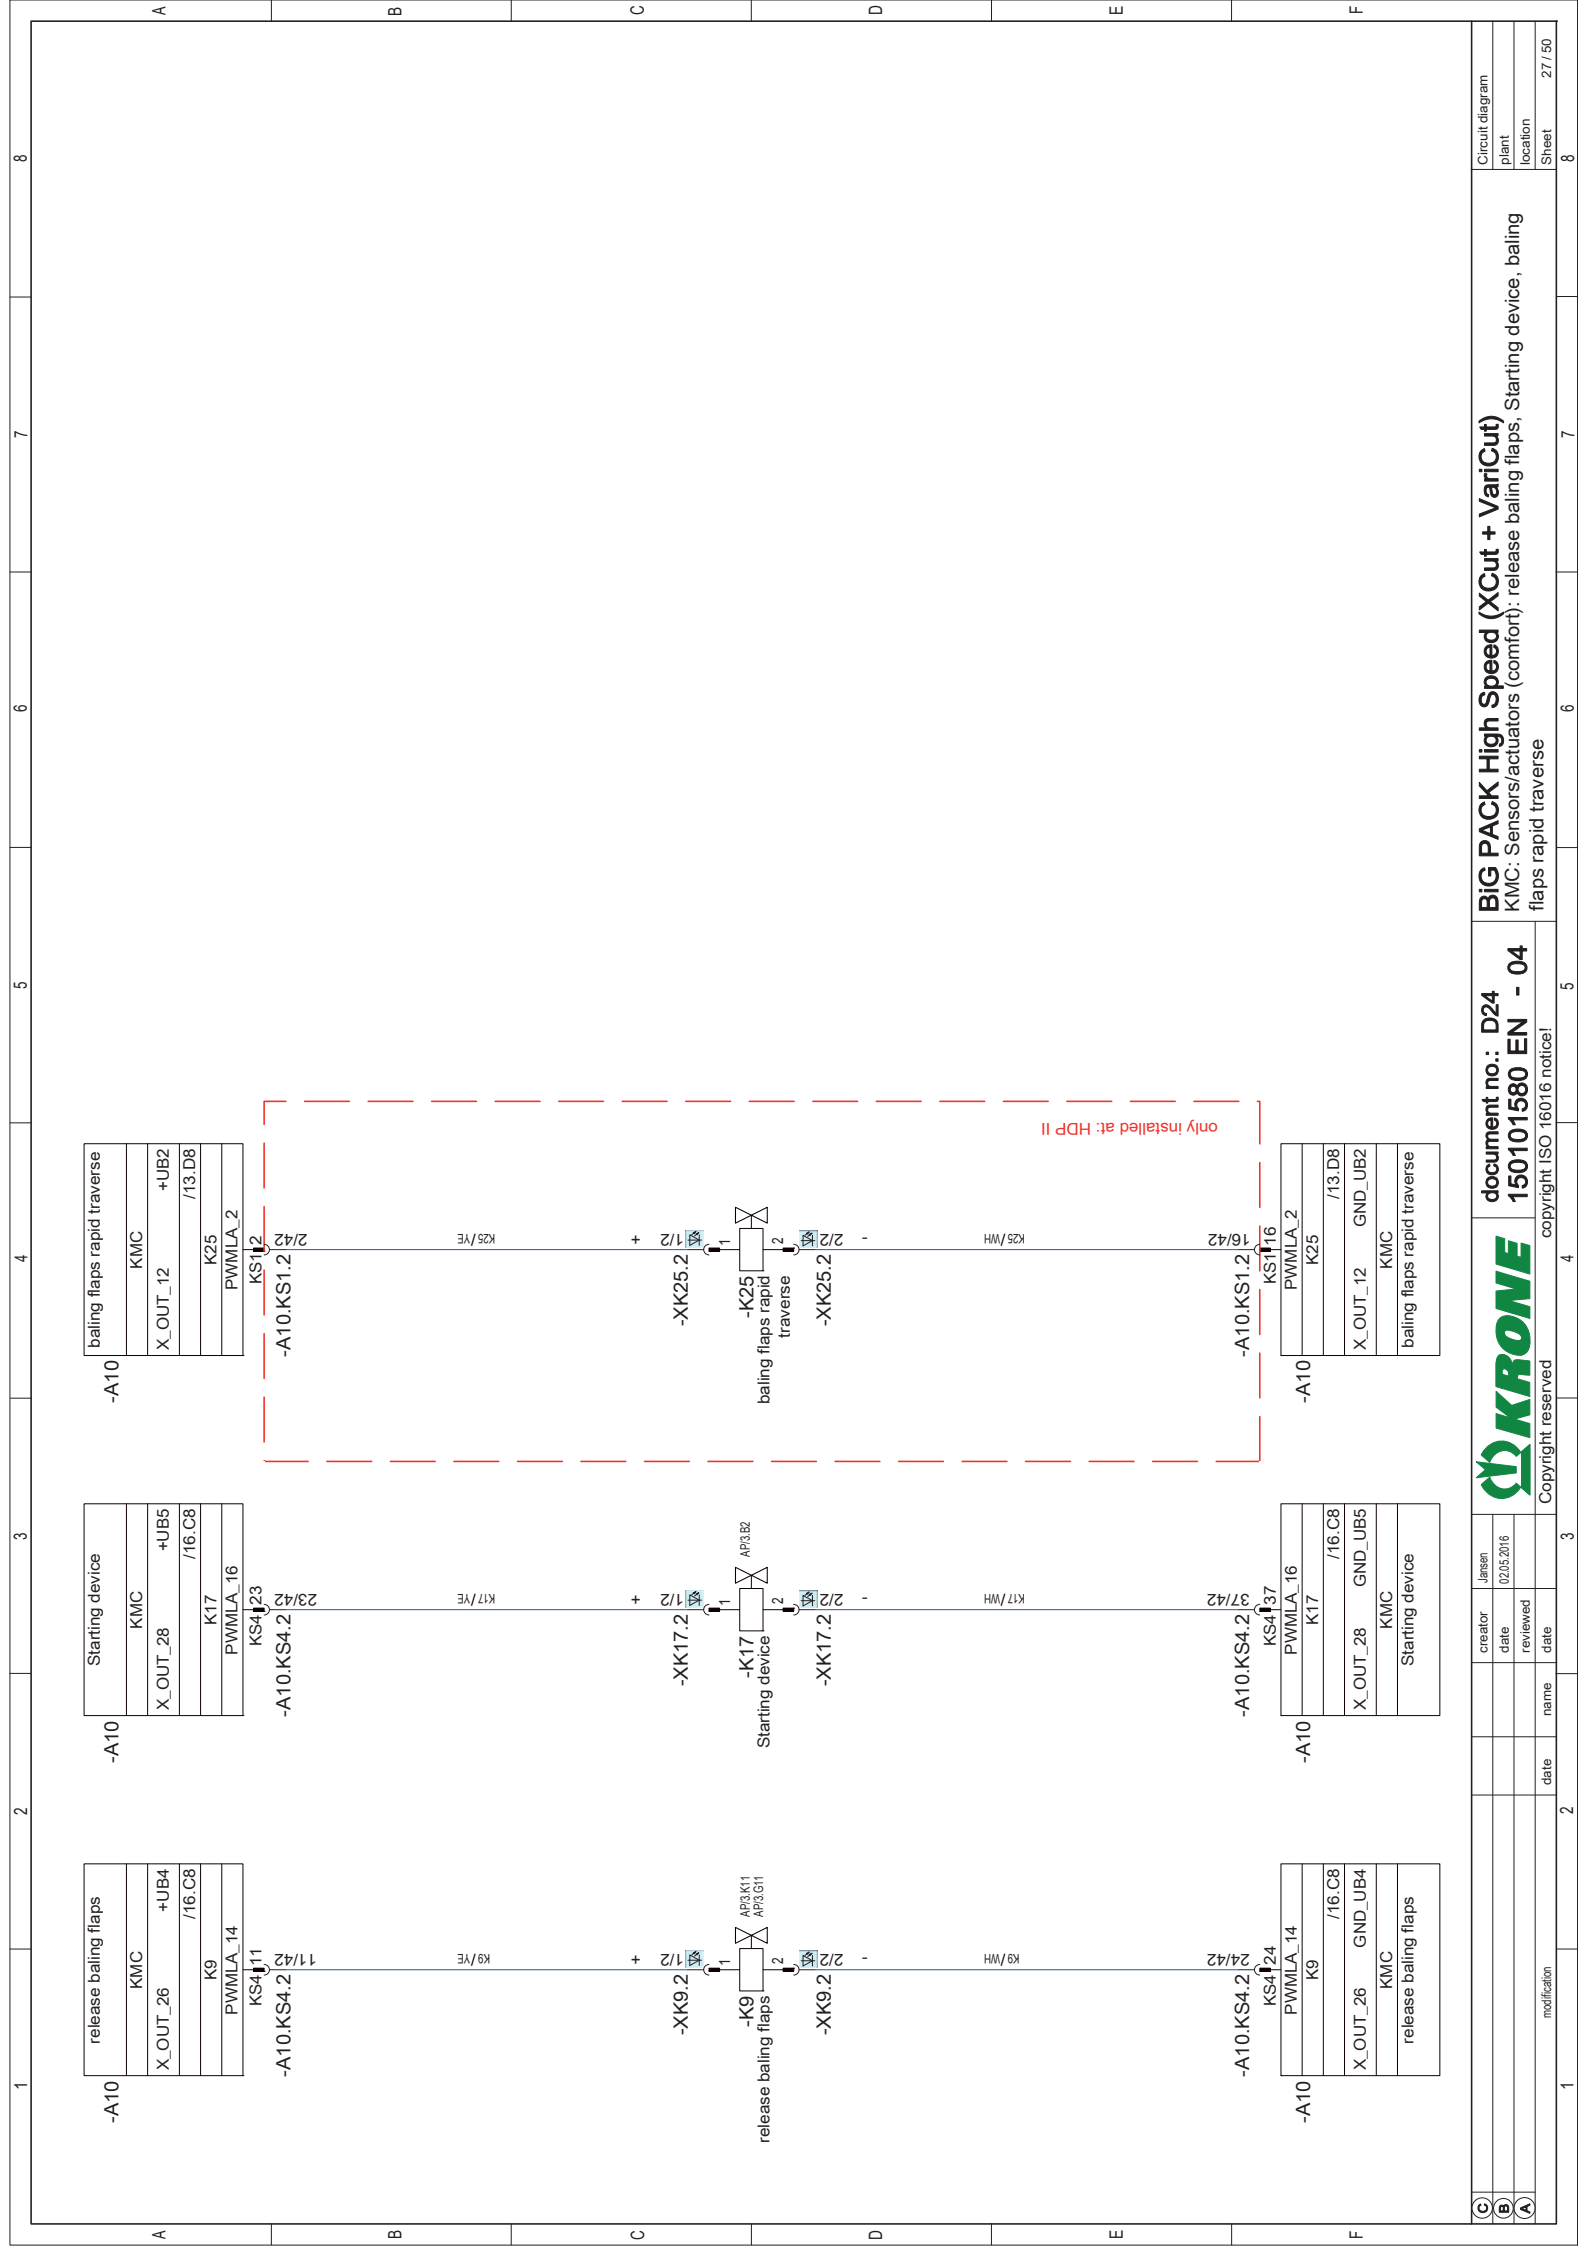 1 2 3 4 5 6 7 8
A
B
C
D
E
F
-A10
release baling flaps
KMC
X_OUT_26 +UB4
/16.C8
K9
PWMLA_14
KS4 11
-A10.KS4.2 11/42
K9/YE
+
-XK9.2 1/2
1
-K9
AP/3.K11
AP/3.G11
release baling flaps
2
-XK9.2 2/2
-
K9/WH
-A10.KS4.2 24/42
KS4 24
-A10
PWMLA_14
K9
/16.C8
X_OUT_26 GND_UB4
KMC
release baling flaps
-A10
Starting device
KMC
X_OUT_28 +UB5
/16.C8
K17
PWMLA_16
KS4 23
-A10.KS4.2 23/42
K17/YE
+
-XK17.2 1/2
1
-K17
AP/3.B2
Starting device
2
-XK17.2 2/2
-
K17/WH
-A10.KS4.2 37/42
KS4 37
-A10
PWMLA_16
K17
/16.C8
X_OUT_28 GND_UB5
KMC
Starting device
-A10
baling flaps rapid traverse
KMC
X_OUT_12 +UB2
/13.D8
K25
PWMLA_2
KS1 2
-A10.KS1.2 2/42
K25/YE
+
-XK25.2 1/2
1
-K25
baling flaps rapid
traverse
2
-XK25.2 2/2
-
K25/WH
-A10.KS1.2 16/42
KS1 16
-A10
PWMLA_2
K25
/13.D8
X_OUT_12 GND_UB2
KMC
baling flaps rapid traverse
only installed at: HDP II
C
B
A
modification
date
name
creator Jansen
date 02.05.2016
reviewed
date
KRONE
Copyright reserved
document no.: D24
150101580 EN - 04
copyright ISO 16016 notice!
BiG PACK High Speed (XCut + VariCut)
KMC: Sensors/actuators (comfort): release baling flaps, Starting device, baling
flaps rapid traverse
Circuit diagram
plant
location
Sheet 27 / 50
1 2 3 4 5 6 7 8
A
B
C
D
E
F